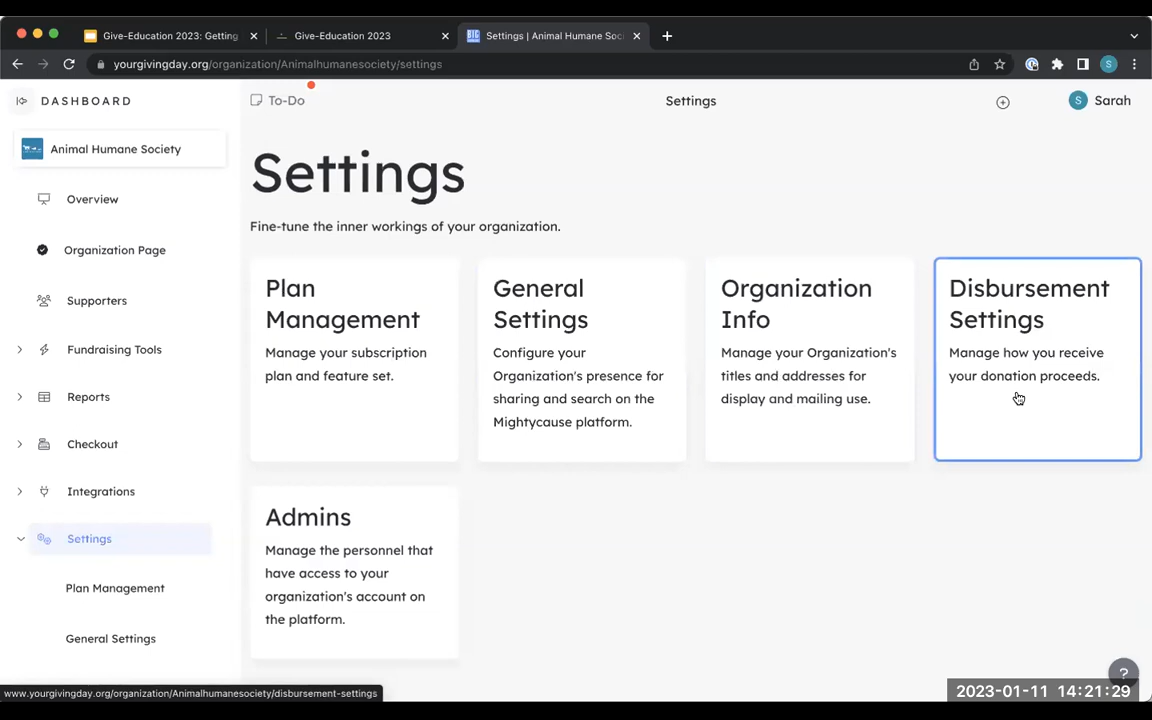 Give-Education 2023: Getting
Give-Education 2023
Settings | Animal Humane Soci
yourgivingday.org/organization/Animalhumanesociety/settings
S
DASHBOARD
To-Do
Settings
S Sarah
Animal Humane Society
Overview
Organization Page
Supporters
Fundraising Tools
Reports
Checkout
Integrations
Settings
Plan Management
General Settings
Settings
Fine-tune the inner workings of your organization.
Plan
Management
Manage your subscription
plan and feature set.
General
Settings
Configure your
Organization's presence for
sharing and search on the
Mightycause platform.
Organization
Info
Manage your Organization's
titles and addresses for
display and mailing use.
Disbursement
Settings
Manage how you receive
your donation proceeds.
Admins
Manage the personnel that
have access to your
organization's account on
the platform.
?
www.yourgivingday.org/organization/Animalhumanesociety/disbursement-settings
2023-01-11 14:21:29